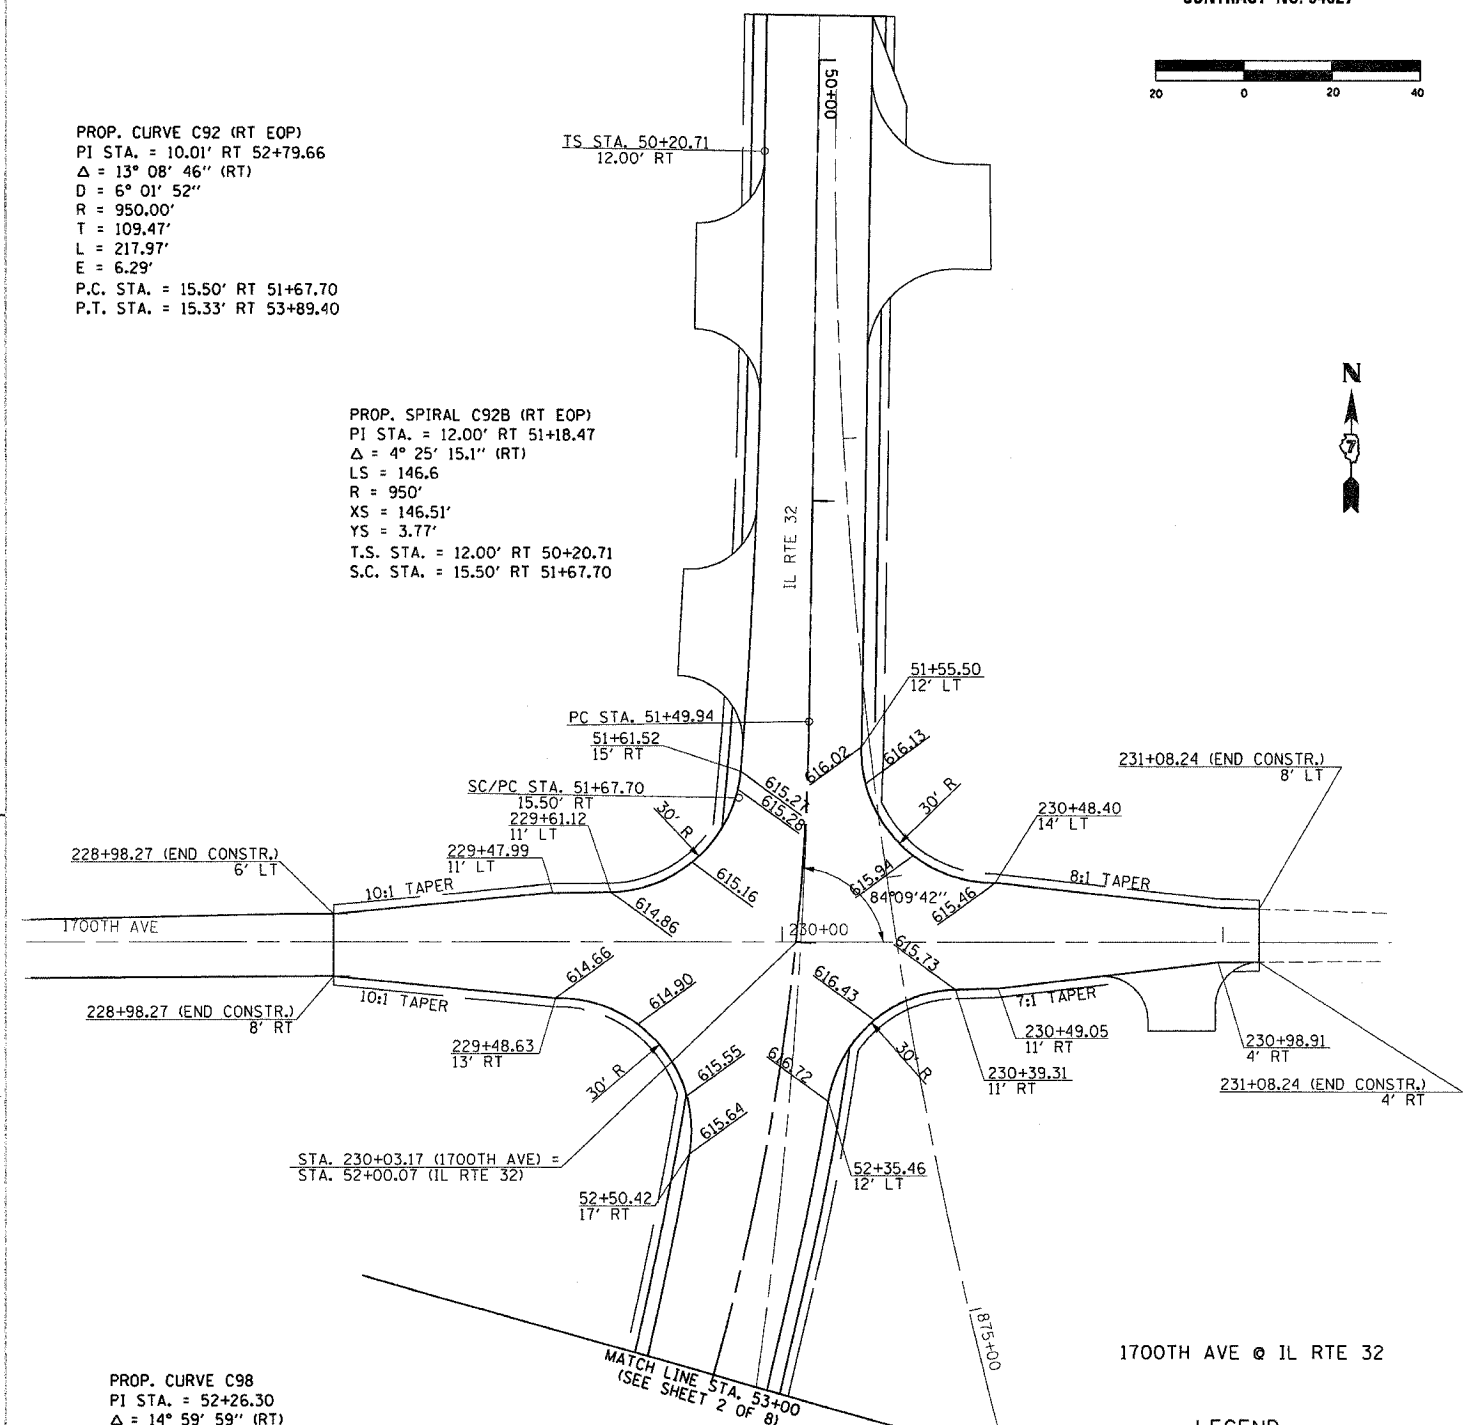 20 0 20 40
PROP. CURVE C92 (RT EOP)
PI STA. = 10.01' RT 52+79.66
Δ = 13° 08' 46'' (RT)
D = 6° 01' 52''
R = 950.00'
T = 109.47'
L = 217.97'
E = 6.29'
P.C. STA. = 15.50' RT 51+67.70
P.T. STA. = 15.33' RT 53+89.40
50+00
TS STA. 50+20.71
12.00' RT
N
7
PROP. SPIRAL C92B (RT EOP)
PI STA. = 12.00' RT 51+18.47
Δ = 4° 25' 15.1'' (RT)
LS = 146.6
R = 950'
XS = 146.51'
YS = 3.77'
T.S. STA. = 12.00' RT 50+20.71
S.C. STA. = 15.50' RT 51+67.70
IL RTE 32
51+55.50
12' LT
PC STA. 51+49.94
51+61.52
15' RT
SC/PC STA. 51+67.70
15.50' RT
616.02
616.13
615.27
615.28
30' R
30' R
231+08.24 (END CONSTR.)
8' LT
230+48.40
14' LT
229+61.12
11' LT
229+47.99
11' LT
228+98.27 (END CONSTR.)
6' LT
10:1 TAPER
8:1 TAPER
615.16
614.86
615.94
84°09'42''
615.46
1700TH AVE
230+00
615.73
614.66
614.90
616.43
10:1 TAPER
7:1 TAPER
228+98.27 (END CONSTR.)
8' RT
229+48.63
13' RT
230+49.05
11' RT
230+98.91
4' RT
230+39.31
11' RT
231+08.24 (END CONSTR.)
4' RT
30' R
30' R
615.55
616.72
615.64
STA. 230+03.17 (1700TH AVE) =
STA. 52+00.07 (IL RTE 32)
52+35.46
12' LT
52+50.42
17' RT
875+00
MATCH LINE STA. 53+00
(SEE SHEET 2 OF 8)
1700TH AVE @ IL RTE 32
PROP. CURVE C98
PI STA. = 52+26.30
Δ = 14° 59' 59'' (RT)
LEGEND